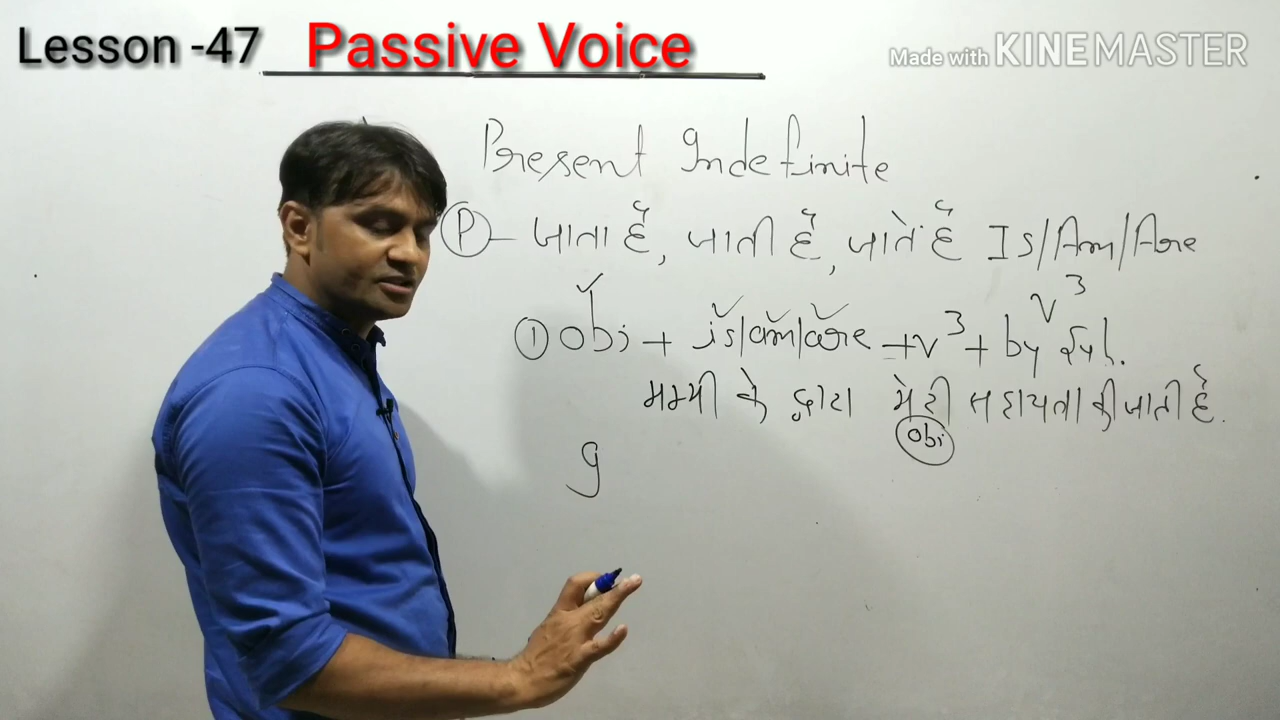 Lesson -47 Passive Voice
Made with KINEMASTER
Present Indefinite
P - जाता है, जाती है, जाते है Is/Am/Are
① obj + is/am/are + v³ + by sub.
V³
मम्मी के द्वारा मेरी सहायता की जाती है.
obj
I